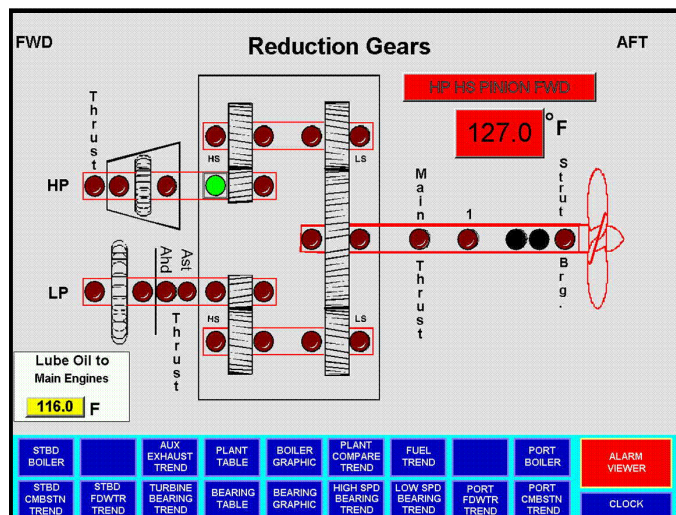 FWD
Reduction Gears
AFT
HP HS PINION FWD
127.0 °F
Thrust
HS
LS
HP
Main Thrust
1
Strut Brg.
Ahd
Ast
Thrust
LP
HS
LS
Lube Oil to
Main Engines
116.0 F
STBD
BOILER
AUX
EXHAUST
TREND
PLANT
TABLE
BOILER
GRAPHIC
PLANT
COMPARE
TREND
FUEL
TREND
PORT
BOILER
ALARM
VIEWER
STBD
CMBSTN
TREND
STBD
FDWTR
TREND
TURBINE
BEARING
TREND
BEARING
TABLE
BEARING
GRAPHIC
HIGH SPD
BEARING
TREND
LOW SPD
BEARING
TREND
PORT
FDWTR
TREND
PORT
CMBSTN
TREND
CLOCK